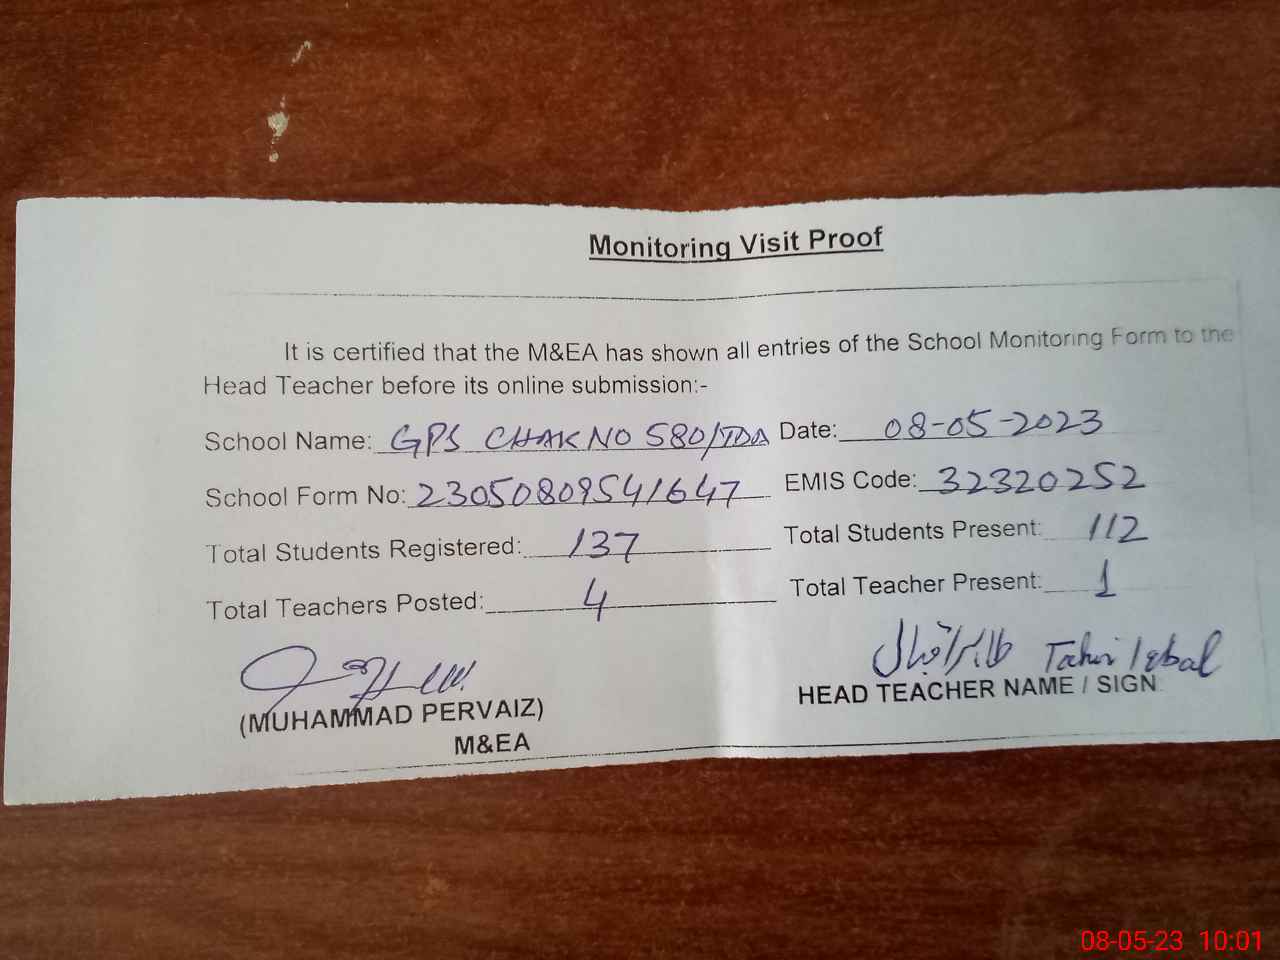 Monitoring Visit Proof
It is certified that the M&EA has shown all entries of the School Monitoring Form to the
Head Teacher before its online submission:-
School Name: GPS CHAK NO 580/TDA Date: 08-05-2023
School Form No: 23050809541647 EMIS Code: 32320252
Total Students Registered: 137 Total Students Present: 112
Total Teachers Posted: 4 Total Teacher Present: 1
طاہر اقبال Tahir Iqbal
(MUHAMMAD PERVAIZ) HEAD TEACHER NAME / SIGN
M&EA
08-05-23 10:01